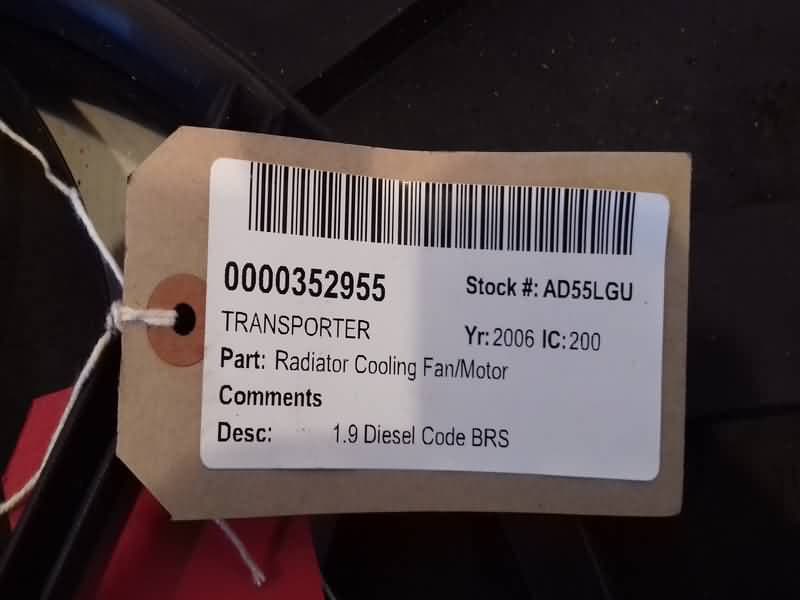 0000352955 Stock #: AD55LGU
TRANSPORTER Yr: 2006 IC: 200
Part: Radiator Cooling Fan/Motor
Comments
Desc: 1.9 Diesel Code BRS